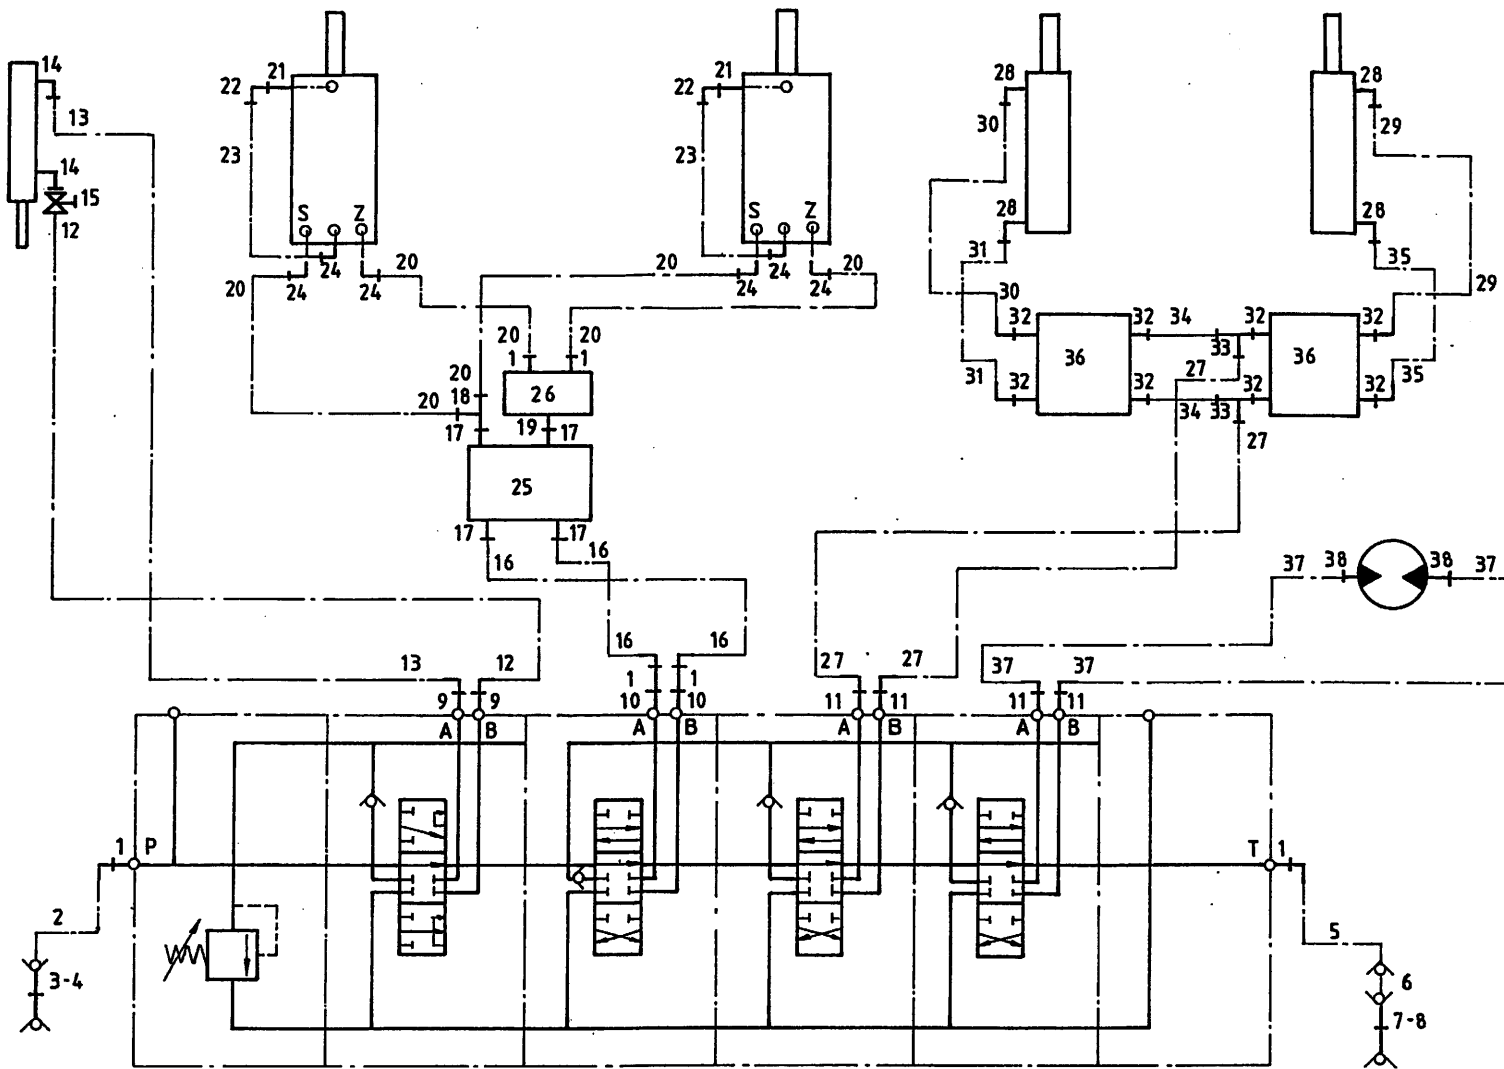 14 22 21 22 21 28 28
13 23 23 30 29
14 15 12 S Z S Z 28 28
24 20 20 24 31 35
20 24 24 20 24 24 30 29
20 20 32 32 34 32 32
1 1 33
20 36 27 36
18 26 31 32 32 32 32 35
20 34 33
17 19 17 27
25
17 17
16 16 37 38 38 37
16 16 37 37
13 12 1 1 27 27
9 9 10 10 11 11 11 11
A B A B A B A B
1 P T 1
2 5
3-4 6
7-8